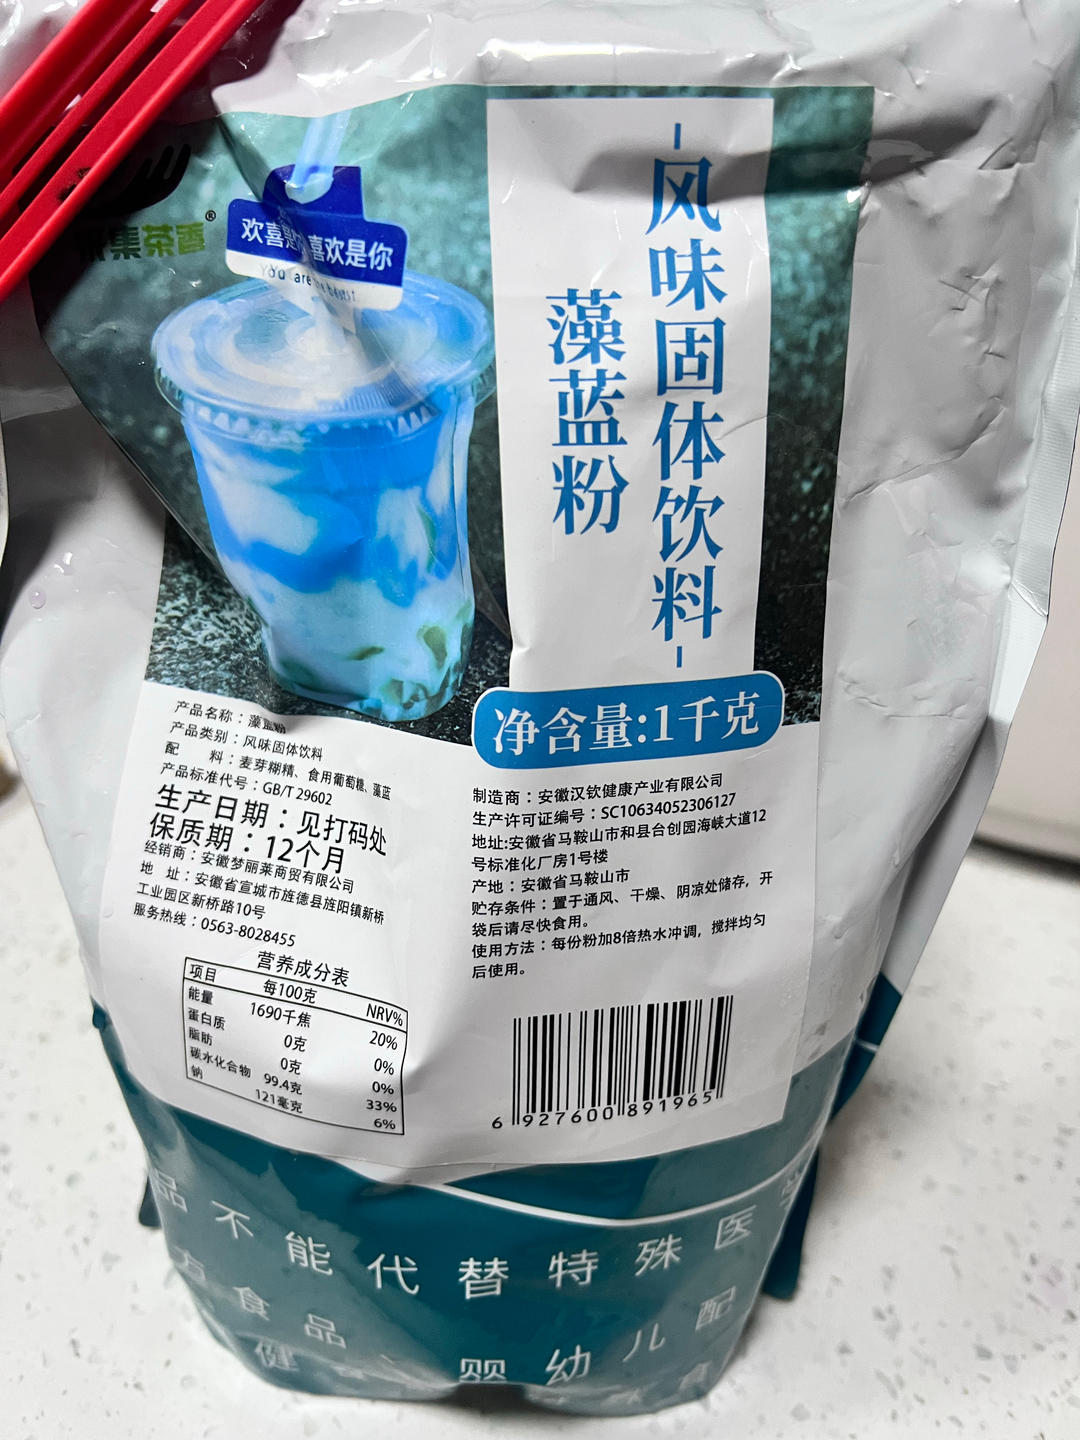 集茶香®
欢喜是你 喜欢是你
风味固体饮料
藻蓝粉
净含量:1千克
产品名称：藻蓝粉
产品类别：风味固体饮料
配 料：麦芽糊精、食用葡萄糖、藻蓝
产品标准代号：GB/T 29602
生产日期：见打码处
保质期：12个月
经销商：安徽梦丽莱商贸有限公司
地 址：安徽省宣城市旌德县旌阳镇新桥
工业园区新桥路10号
服务热线：0563-8028455
营养成分表
项目 每100克 NRV%
能量 1690千焦 20%
蛋白质 0克 0%
脂肪 0克 0%
碳水化合物 99.4克 33%
钠 121毫克 6%
制造商：安徽汉钦健康产业有限公司
生产许可证编号：SC10634052306127
地址:安徽省马鞍山市和县台创园海峡大道12
号标准化厂房1号楼
产地：安徽省马鞍山市
贮存条件：置于通风、干燥、阴凉处储存，开
袋后请尽快食用。
使用方法：每份粉加8倍热水冲调，搅拌均匀
后使用。
6 927600 891965
品不能代替特殊医学
方食品 婴幼儿配
健 食